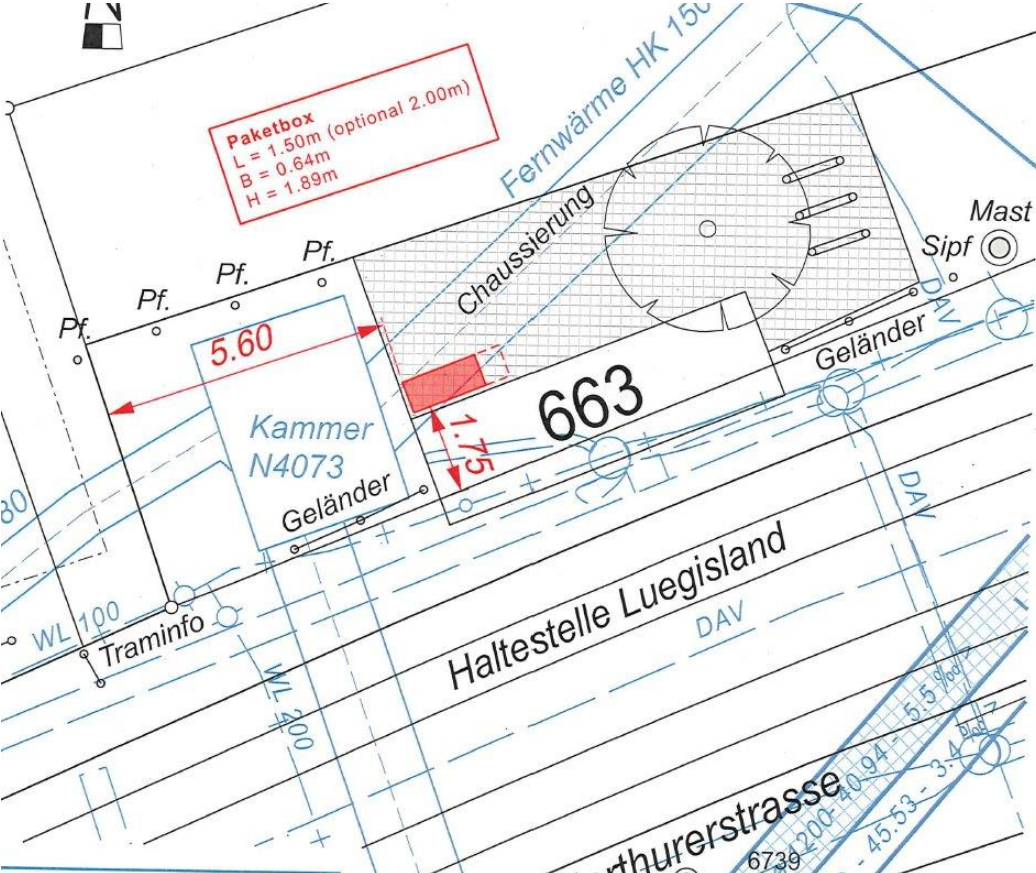 N
Paketbox
L = 1.50m (optional 2.00m)
B = 0.64m
H = 1.89m
Fernwärme HK 150
Chaussierung
Mast
Sipf
Pf.
Pf.
Pf.
Pf.
5.60
DAV
Geländer
663
Kammer
N4073
1.75
Geländer
80
DAV
Haltestelle Luegisland
WL 100
Traminfo
DAV
WL 200
5.5 ‰
1200- 40.94 -
- 45.53 - 3.4
rthurerstrasse
6739